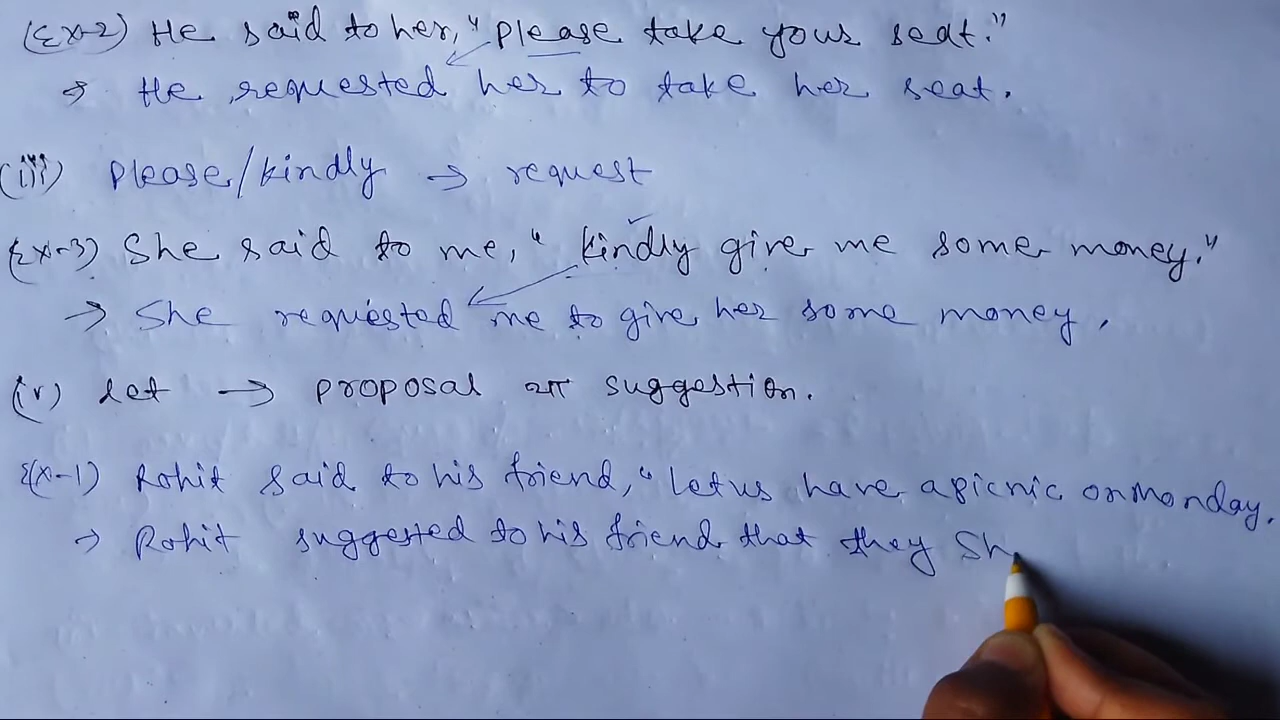 (Ex-2) He said to her, "please take your seat."
→ He requested her to take her seat.
(iii) please/kindly → request
(Ex-3) She said to me, "kindly give me some money."
→ She requested me to give her some money.
(iv) let → proposal বা suggestion.
Ex-1) Rohit said to his friend, "Let us have a picnic on Monday.
→ Rohit suggested to his friend that they Sh